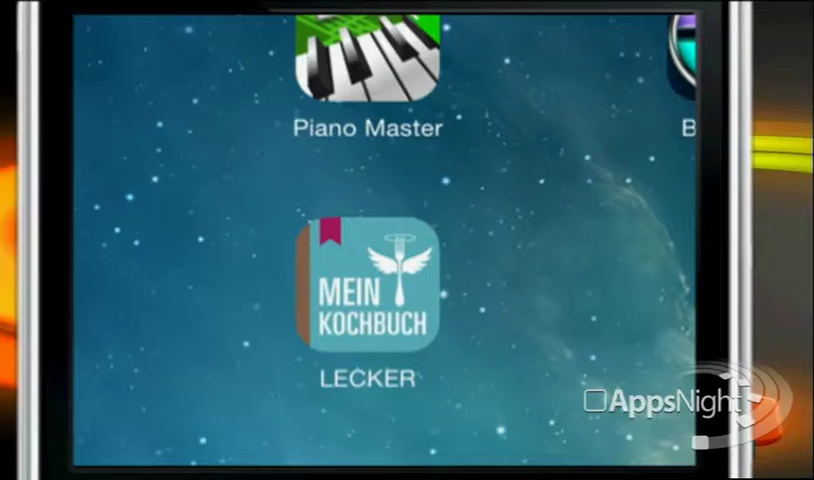 Piano Master
B
MEIN
KOCHBUCH
LECKER
AppsNight